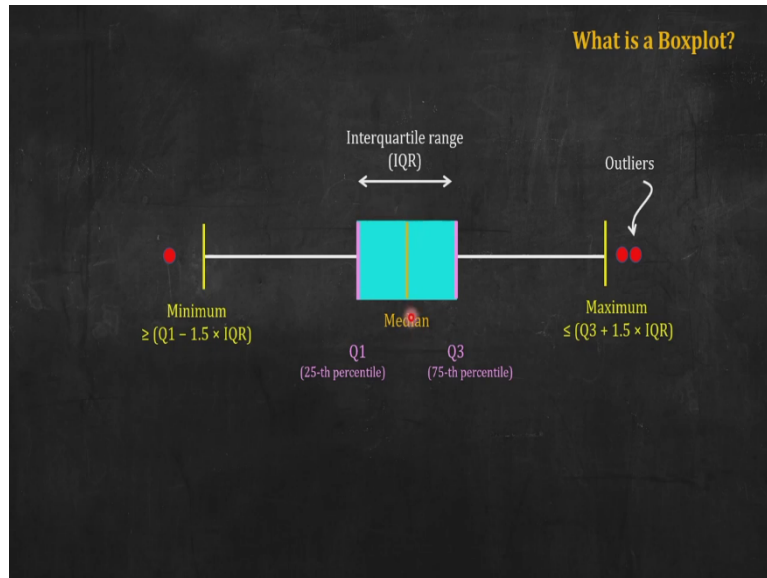 What is a Boxplot?
Interquartile range
(IQR)
Outliers
Minimum
≥ (Q1 – 1.5 × IQR)
Median
Maximum
≤ (Q3 + 1.5 × IQR)
Q1
(25-th percentile)
Q3
(75-th percentile)